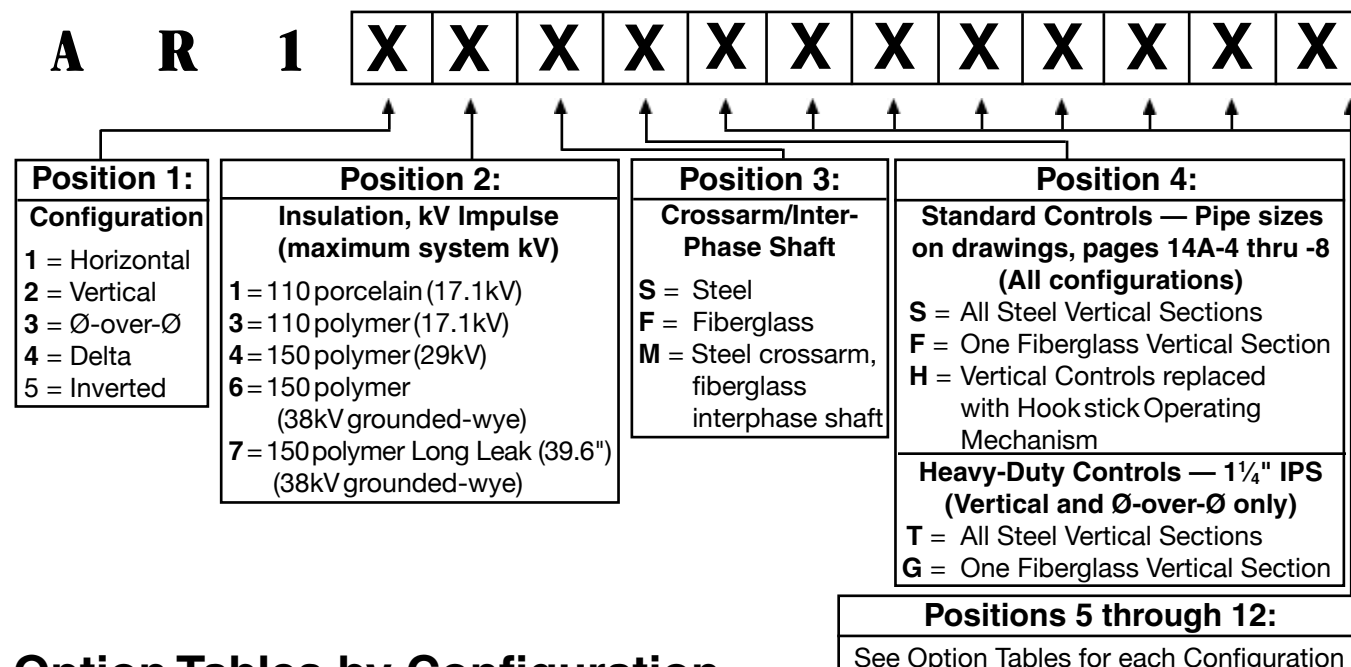 A R 1 X X X X X X X X X X X X
Position 1:
Configuration
1 = Horizontal
2 = Vertical
3 = Ø-over-Ø
4 = Delta
5 = Inverted
Position 2:
Insulation, kV Impulse
(maximum system kV)
1 = 110 porcelain (17.1kV)
3 = 110 polymer (17.1kV)
4 = 150 polymer (29kV)
6 = 150 polymer
(38kV grounded-wye)
7 = 150 polymer Long Leak (39.6")
(38kV grounded-wye)
Position 3:
Crossarm/Inter-
Phase Shaft
S = Steel
F = Fiberglass
M = Steel crossarm,
fiberglass
interphase shaft
Position 4:
Standard Controls — Pipe sizes
on drawings, pages 14A-4 thru -8
(All configurations)
S = All Steel Vertical Sections
F = One Fiberglass Vertical Section
H = Vertical Controls replaced
with Hookstick Operating
Mechanism
Heavy-Duty Controls — 1¼" IPS
(Vertical and Ø-over-Ø only)
T = All Steel Vertical Sections
G = One Fiberglass Vertical Section
Positions 5 through 12:
See Option Tables for each Configuration
Option Tables by Configuration